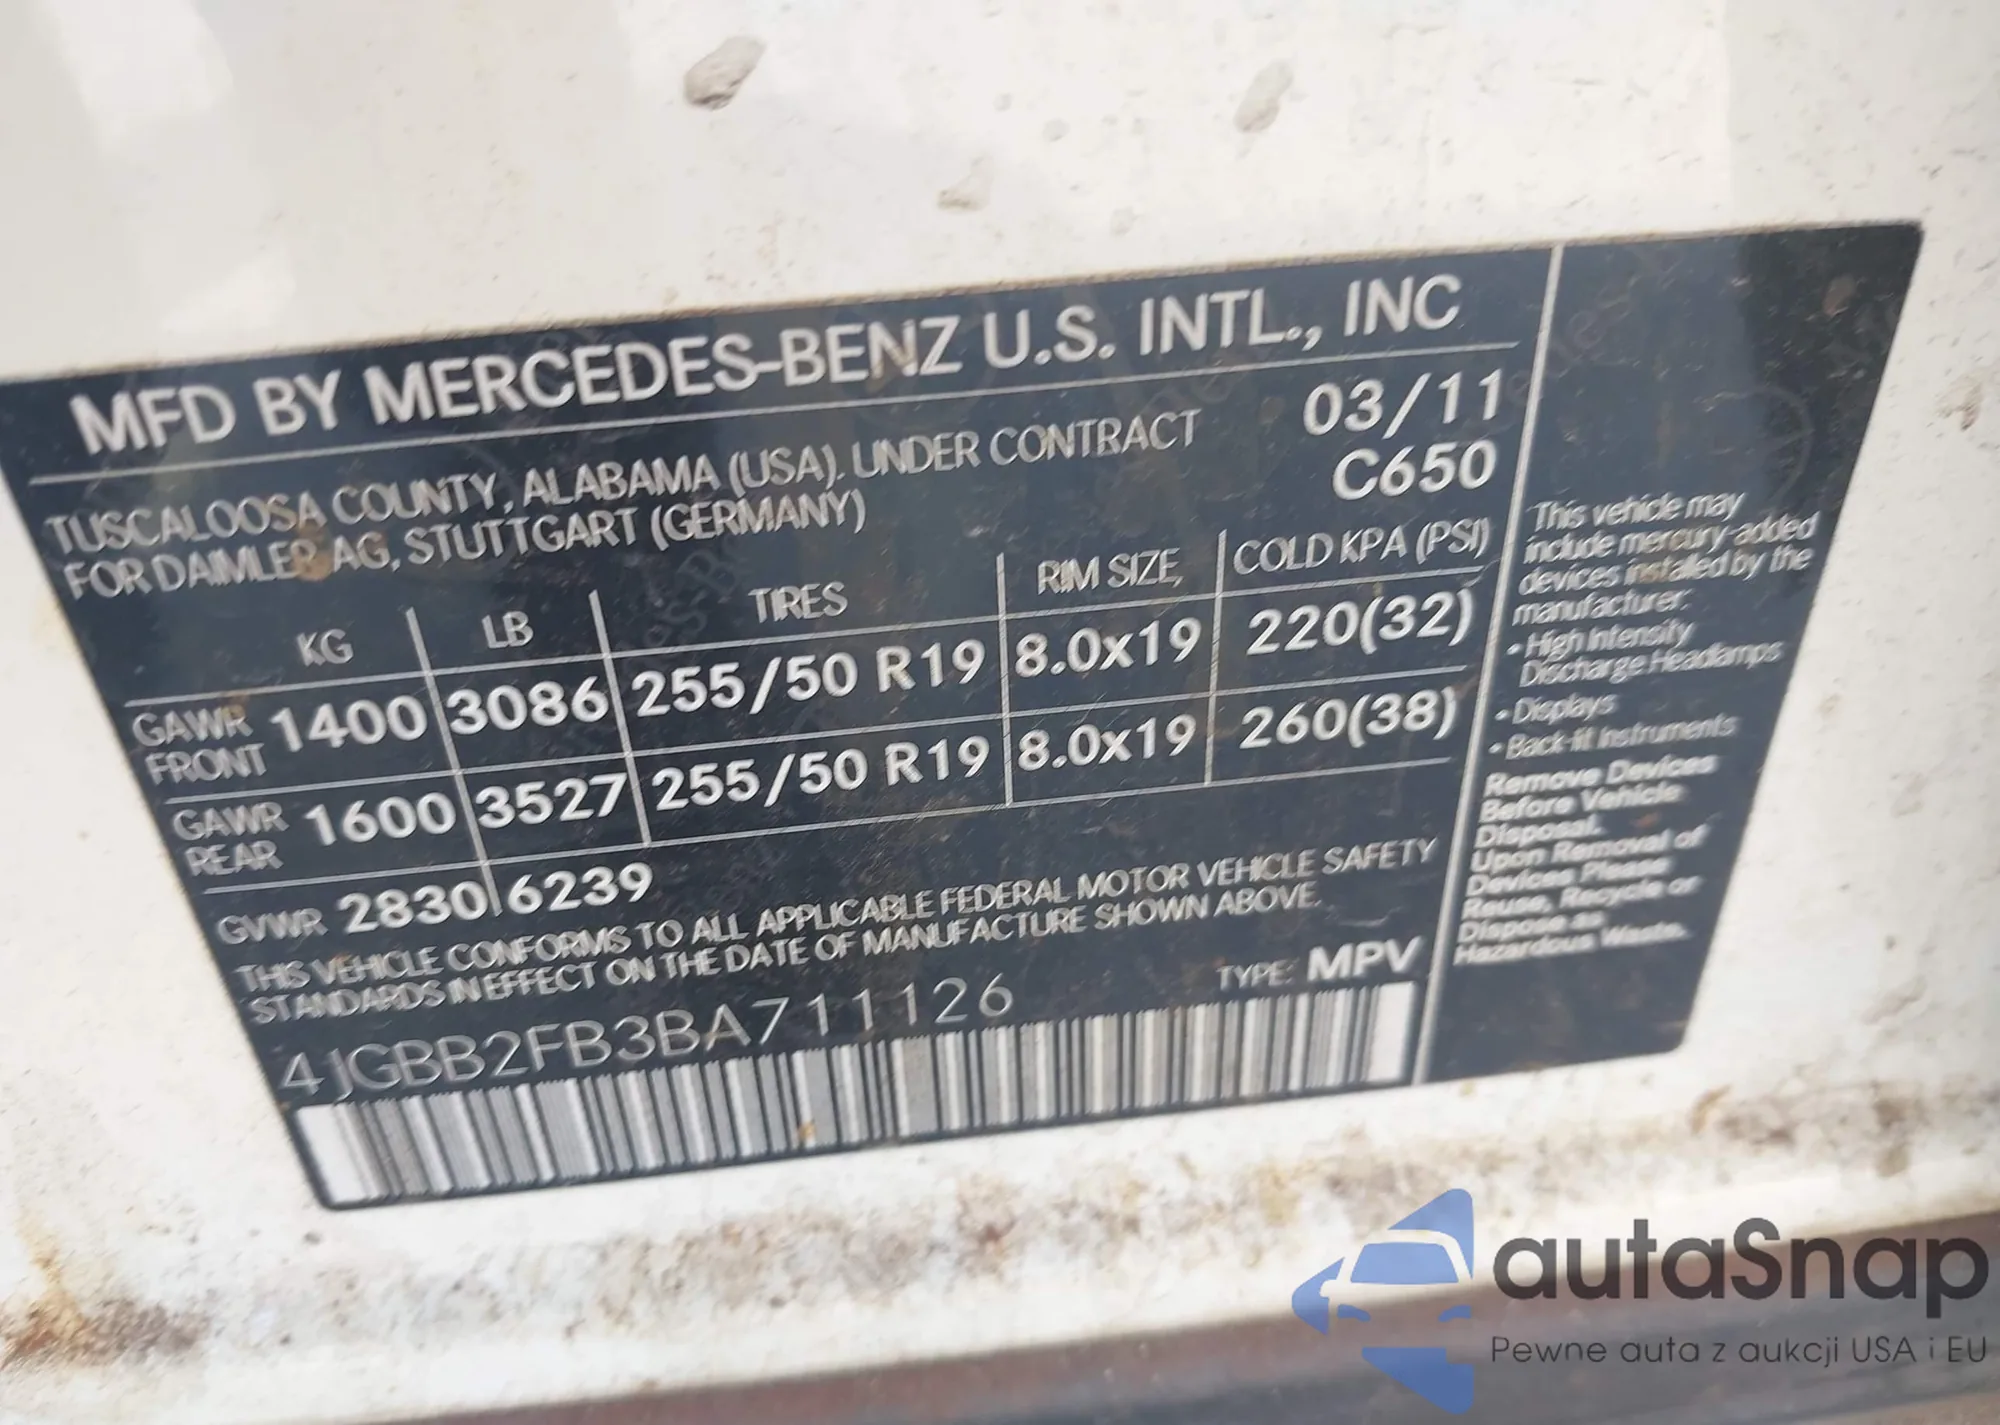 MFD BY MERCEDES-BENZ U.S. INTL., INC
TUSCALOOSA COUNTY, ALABAMA (USA). UNDER CONTRACT
FOR DAIMLER AG, STUTTGART (GERMANY)
03/11
C650
KG LB TIRES RIM SIZE, COLD KPA (PSI)
GAWR FRONT 1400 3086 255/50 R19 8.0x19 220(32)
GAWR REAR 1600 3527 255/50 R19 8.0x19 260(38)
GVWR 2830 6239
THIS VEHICLE CONFORMS TO ALL APPLICABLE FEDERAL MOTOR VEHICLE SAFETY
STANDARDS IN EFFECT ON THE DATE OF MANUFACTURE SHOWN ABOVE.
4JGBB2FB3BA711126 TYPE: MPV
This vehicle may
include mercury-added
devices installed by the
manufacturer:
• High Intensity
Discharge Headlamps
• Displays
• Back-lit Instruments
Remove Devices
Before Vehicle
Disposal.
Upon Removal of
Devices Please
Reuse, Recycle or
Dispose as
Hazardous Waste.
autaSnap
Pewne auta z aukcji USA i EU